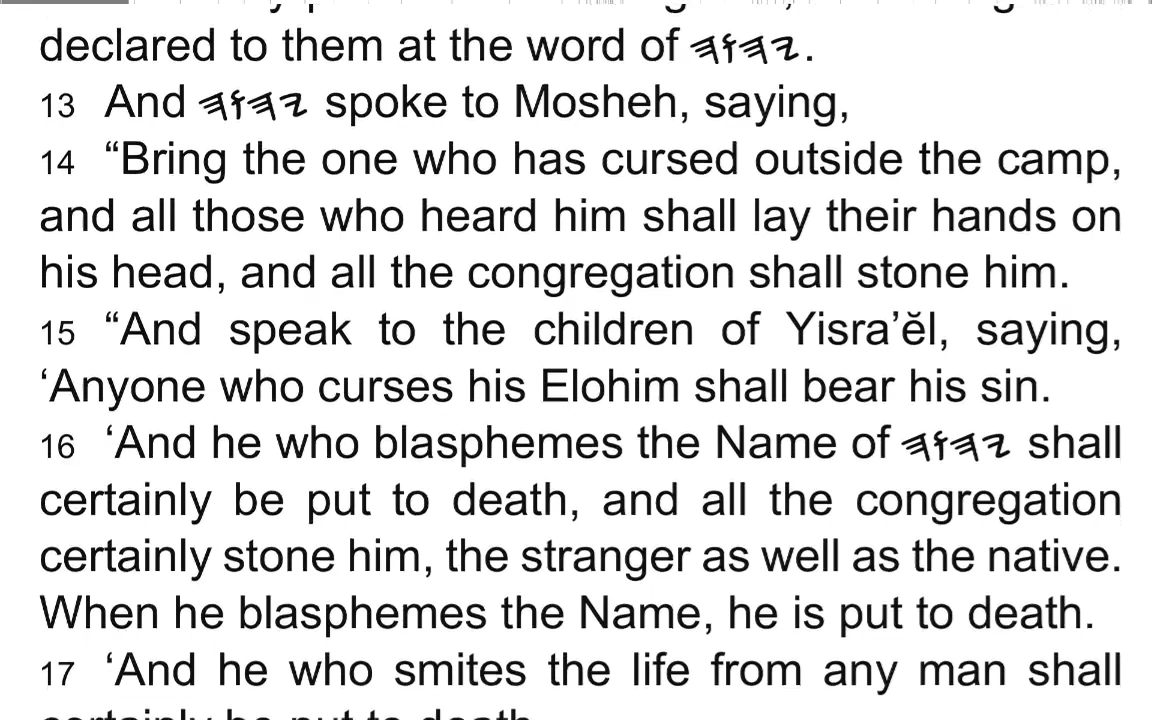 declared to them at the word of 𐤉𐤄𐤅𐤄.
13 And 𐤉𐤄𐤅𐤄 spoke to Mosheh, saying,
14 “Bring the one who has cursed outside the camp,
and all those who heard him shall lay their hands on
his head, and all the congregation shall stone him.
15 “And speak to the children of Yisra’ĕl, saying,
‘Anyone who curses his Elohim shall bear his sin.
16 ‘And he who blasphemes the Name of 𐤉𐤄𐤅𐤄 shall
certainly be put to death, and all the congregation
certainly stone him, the stranger as well as the native.
When he blasphemes the Name, he is put to death.
17 ‘And he who smites the life from any man shall
certainly be put to death